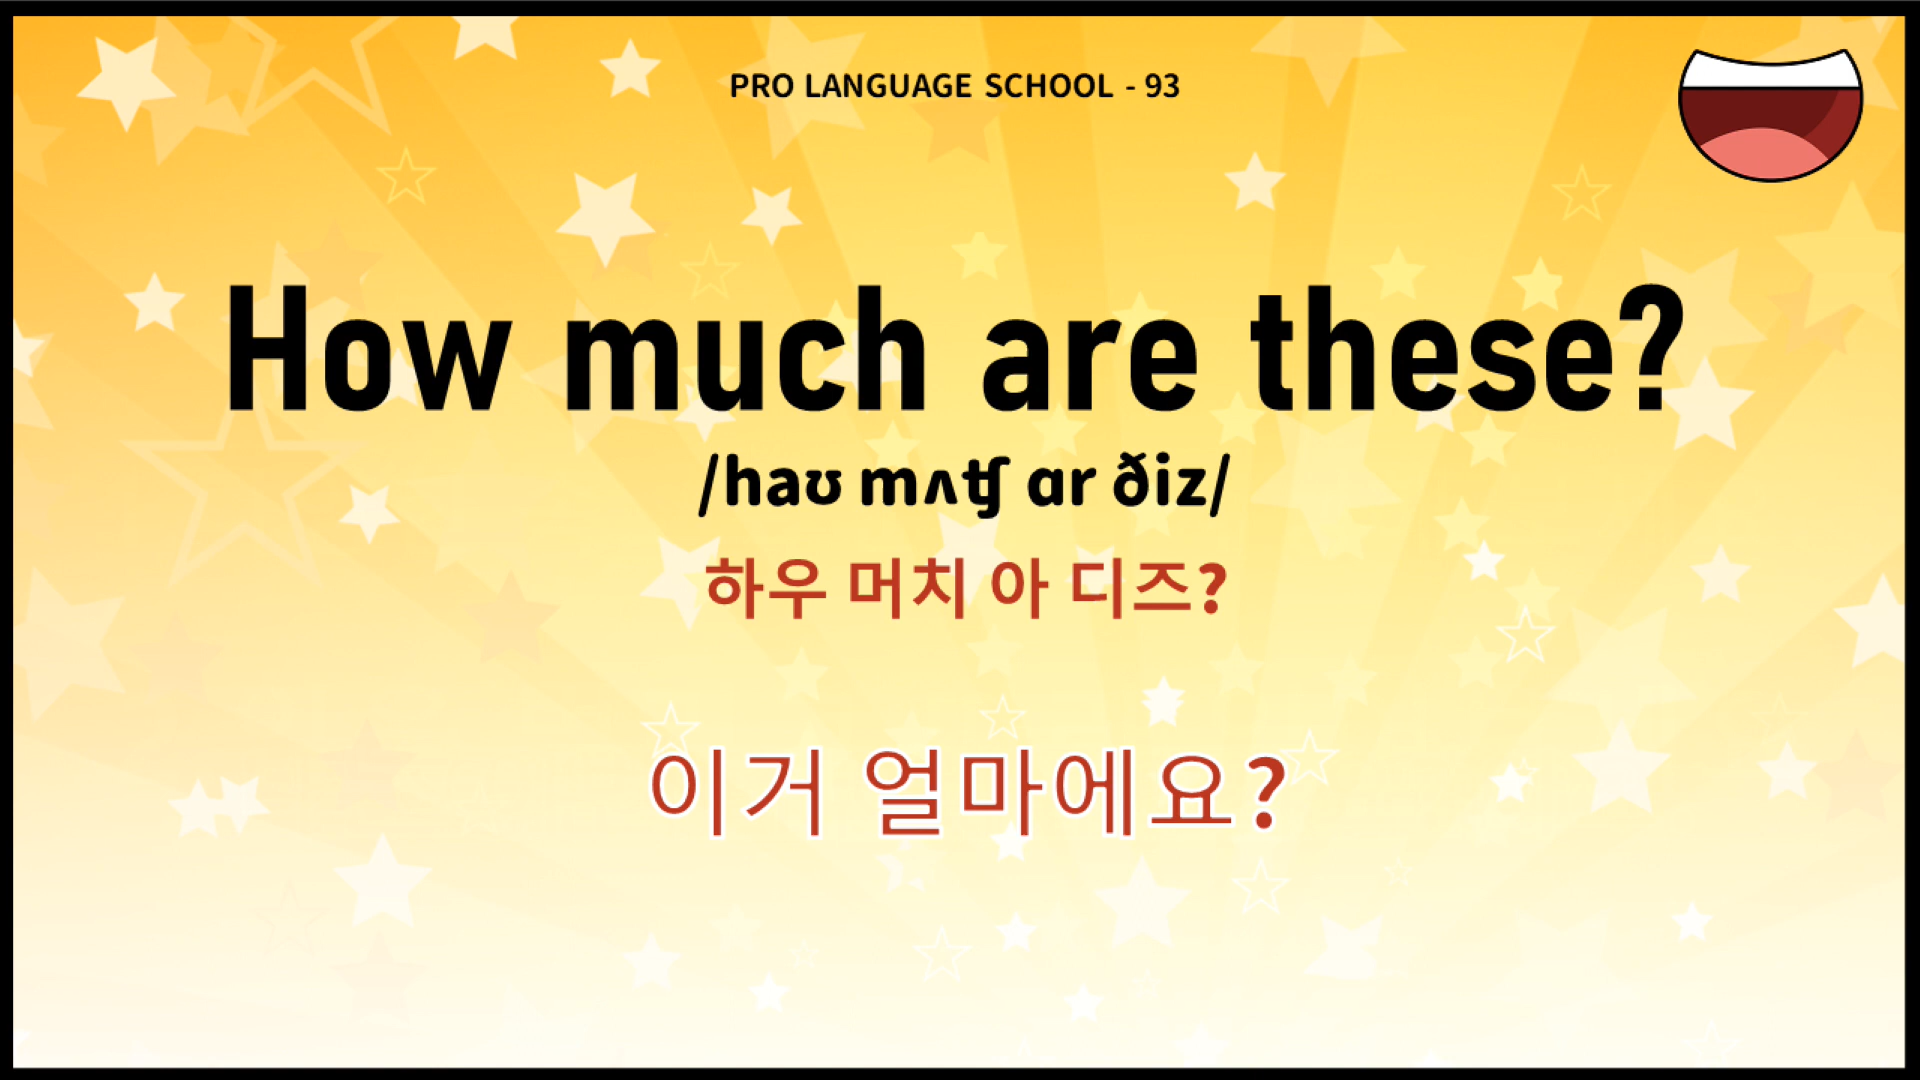 PRO LANGUAGE SCHOOL - 93
How much are these?
/haʊ mʌʧ ɑr ðiz/
하우 머치 아 디즈?
이거 얼마에요?